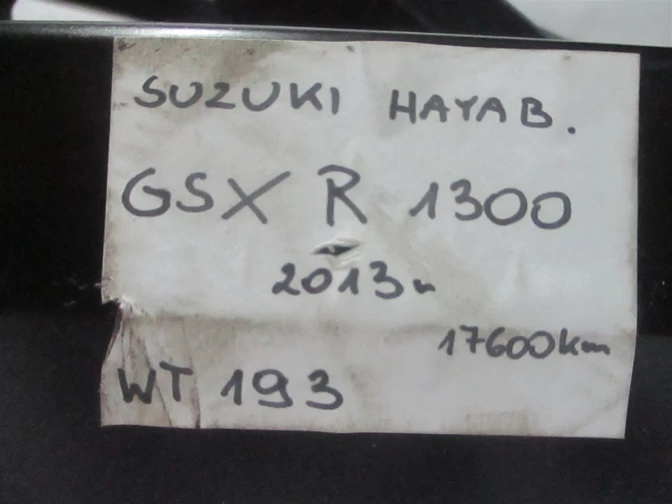 SUZUKI HAYAB.
GSX R 1300
2013r
17600km
WT 193